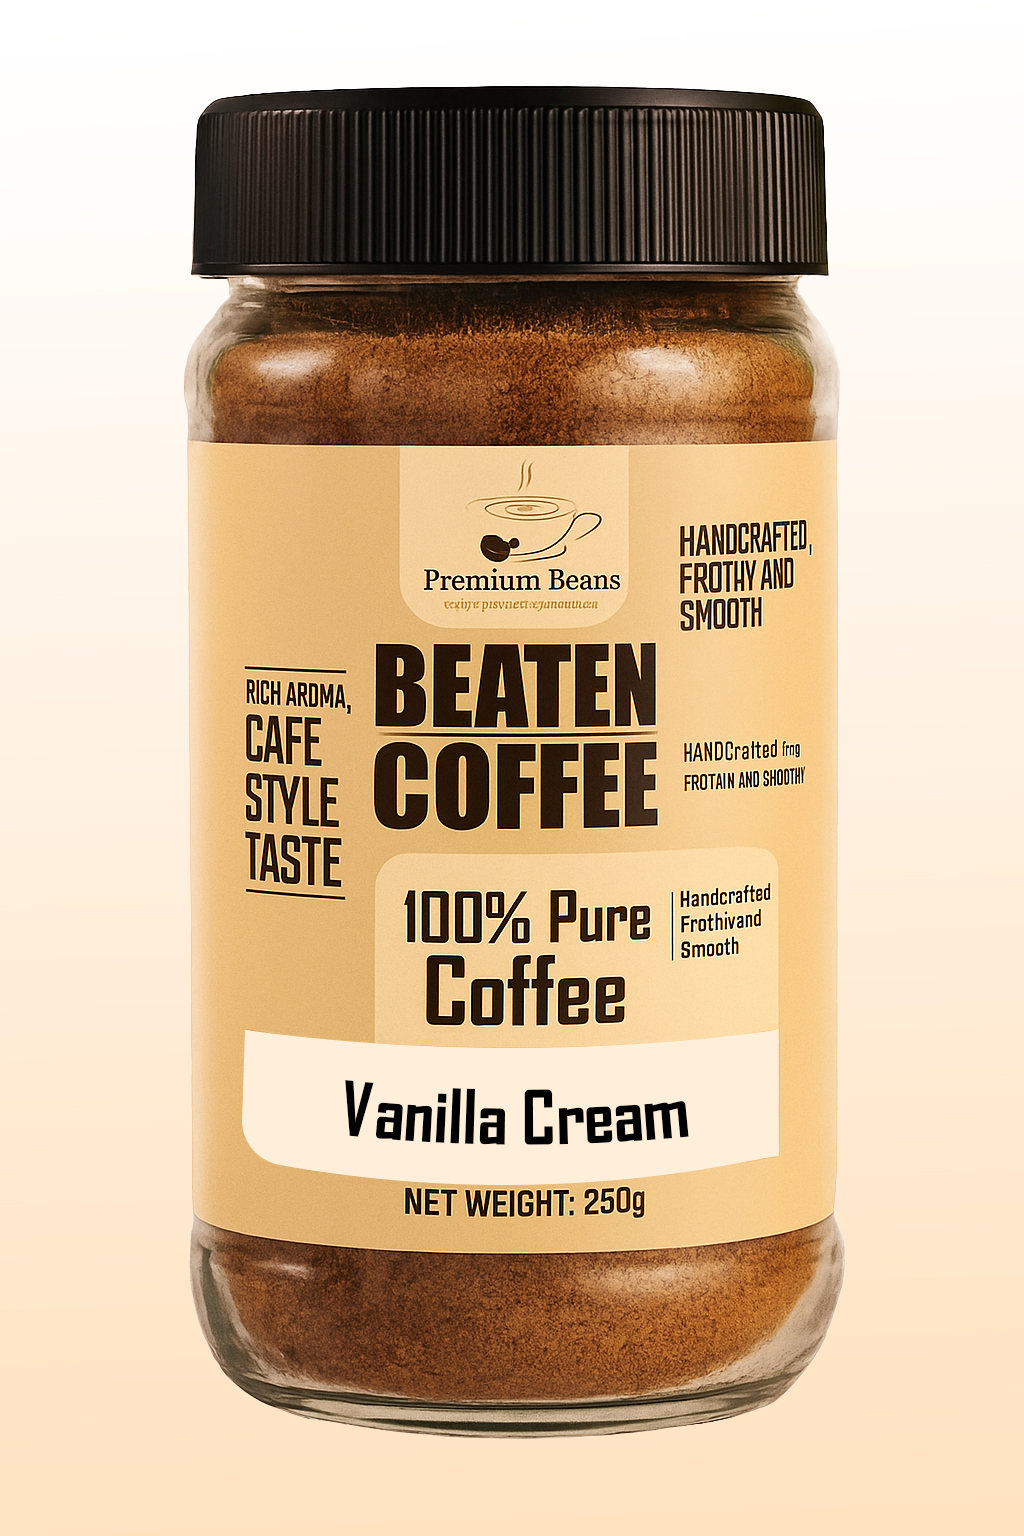 Premium Beans
HANDCRAFTED,
FROTHY AND
SMOOTH
BEATEN
COFFEE
RICH ARDMA,
CAFE
STYLE
TASTE
HANDCralted frng
FROTAIN AND SHOOTHY
100% Pure
Coffee
Handcrafted
Frothivand
Smooth
Vanilla Cream
NET WEIGHT: 250g